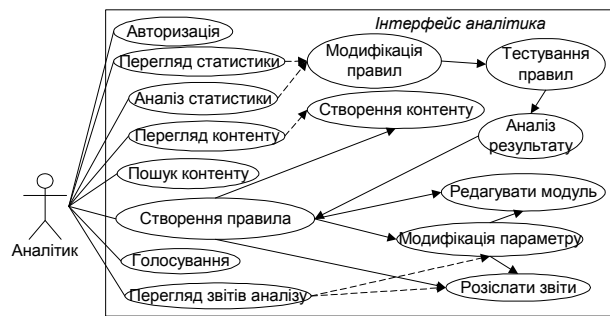 Інтерфейс аналітика
Авторизація
Перегляд статистики
Модифікація
правил
Тестування
правил
Аналіз статистики
Створення контенту
Перегляд контенту
Аналіз
результату
Пошук контенту
Редагувати модуль
Створення правила
Модифікація параметру
Аналітик
Голосування
Перегляд звітів аналізу
Розіслати звіти